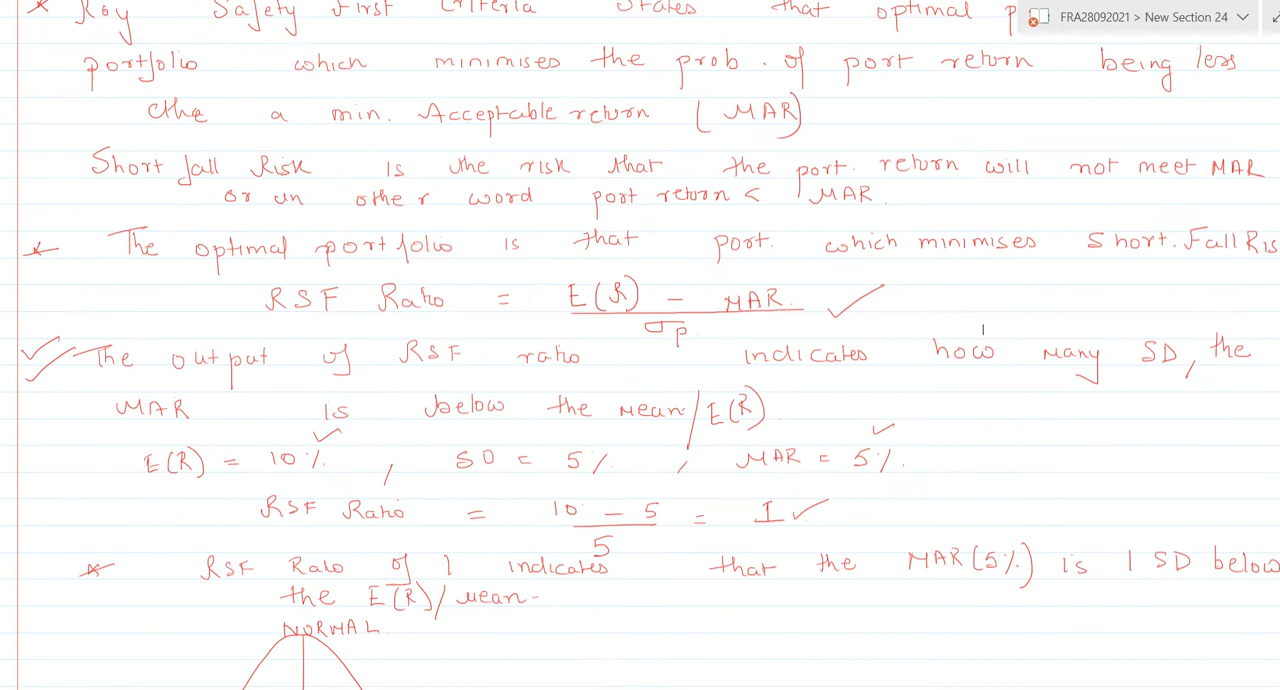 * Roy Safety First Criteria States that optimal p
FRA28092021 > New Section 24
portfolio which minimises the prob. of port return being less
tha a min. Acceptable return (MAR)
Short fall Risk is the risk that the port. return will not meet MAR
or in other word port return < MAR.
* The optimal portfolio is that port. which minimises Short.Fall Ris
RSF Ratio = E(R) - MAR. / σp ✓
The output of RSF ratio indicates how many SD, the
MAR is below the mean/E(R)
E(R) = 10%, SD = 5%, MAR = 5%.
RSF Ratio = 10 - 5 / 5 = 1 ✓
* RSF Ratio of 1 indicates that the MAR(5%) is 1 SD below
the E(R)/mean-
NORMAL